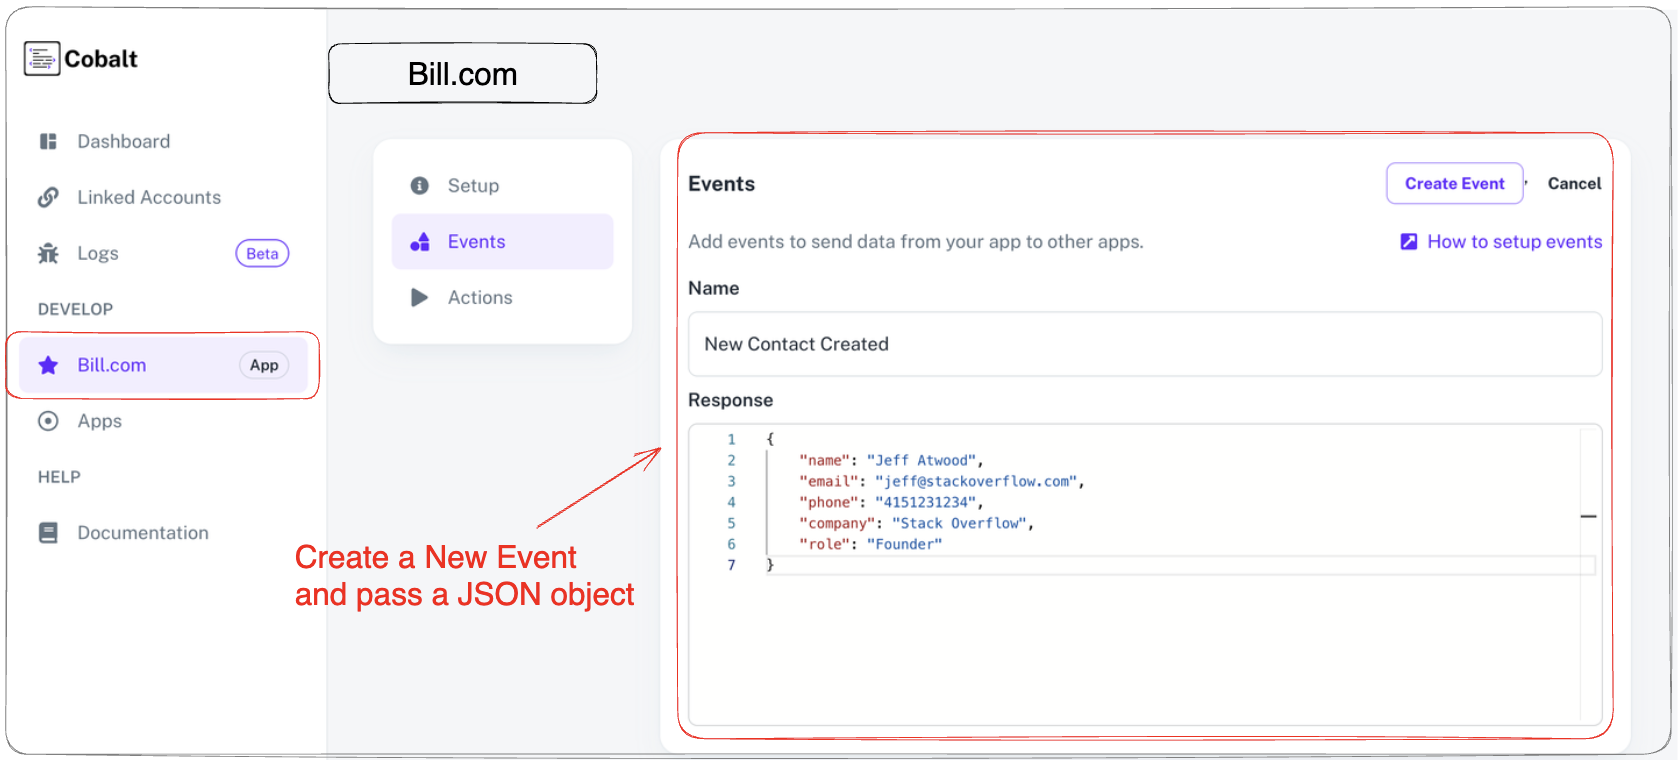 Cobalt
Bill.com
Dashboard
Linked Accounts
Logs Beta
DEVELOP
Bill.com App
Apps
HELP
Documentation
Setup
Events
Actions
Events
Create Event
Cancel
Add events to send data from your app to other apps.
How to setup events
Name
New Contact Created
Response
1 {
2 "name": "Jeff Atwood",
3 "email": "jeff@stackoverflow.com",
4 "phone": "4151231234",
5 "company": "Stack Overflow",
6 "role": "Founder"
7 }
Create a New Event
and pass a JSON object